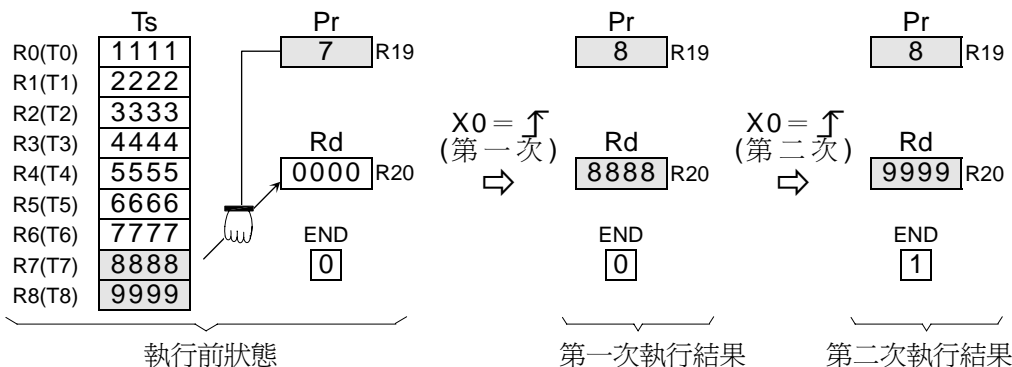 Ts Pr Pr Pr
R0(T0) 1111 7 R19 8 R19 8 R19
R1(T1) 2222
R2(T2) 3333
X0=↑ X0=↑
R3(T3) 4444 Rd (第一次) Rd (第二次) Rd
R4(T4) 5555 0000 R20 ⇨ 8888 R20 ⇨ 9999 R20
R5(T5) 6666
R6(T6) 7777 END END END
R7(T7) 8888 0 0 1
R8(T8) 9999
執行前狀態 第一次執行結果 第二次執行結果